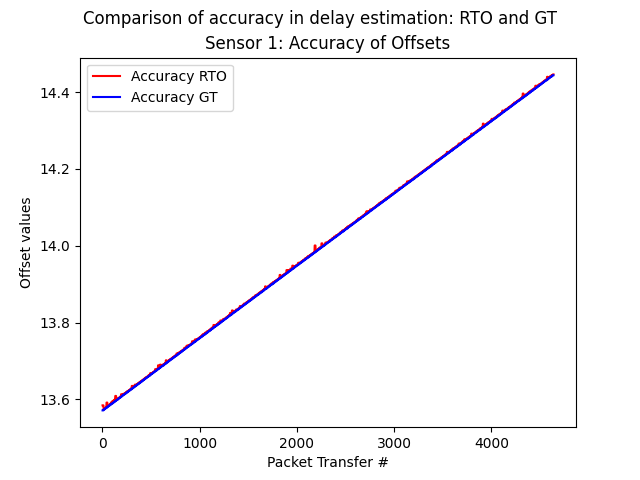 Comparison of accuracy in delay estimation: RTO and GT
Sensor 1: Accuracy of Offsets
Accuracy RTO
Accuracy GT
Offset values
14.4
14.2
14.0
13.8
13.6
0 1000 2000 3000 4000
Packet Transfer #